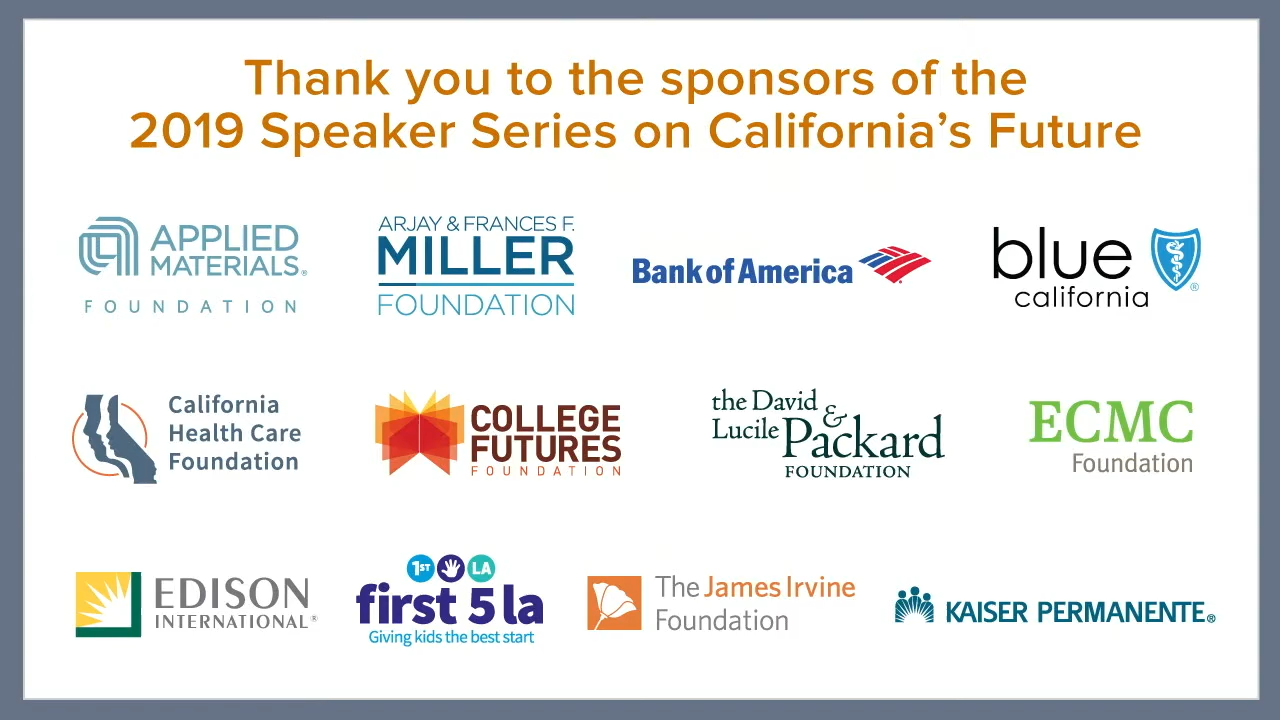 Thank you to the sponsors of the
2019 Speaker Series on California's Future
APPLIED
MATERIALS®
FOUNDATION
ARJAY & FRANCES F.
MILLER
FOUNDATION
Bank of America
blue
california
®
California
Health Care
Foundation
COLLEGE
FUTURES
FOUNDATION
the David &
Lucile Packard
FOUNDATION
ECMC
Foundation
EDISON
INTERNATIONAL®
1ST LA
first 5 la
Giving kids the best start
The James Irvine
Foundation
KAISER PERMANENTE®